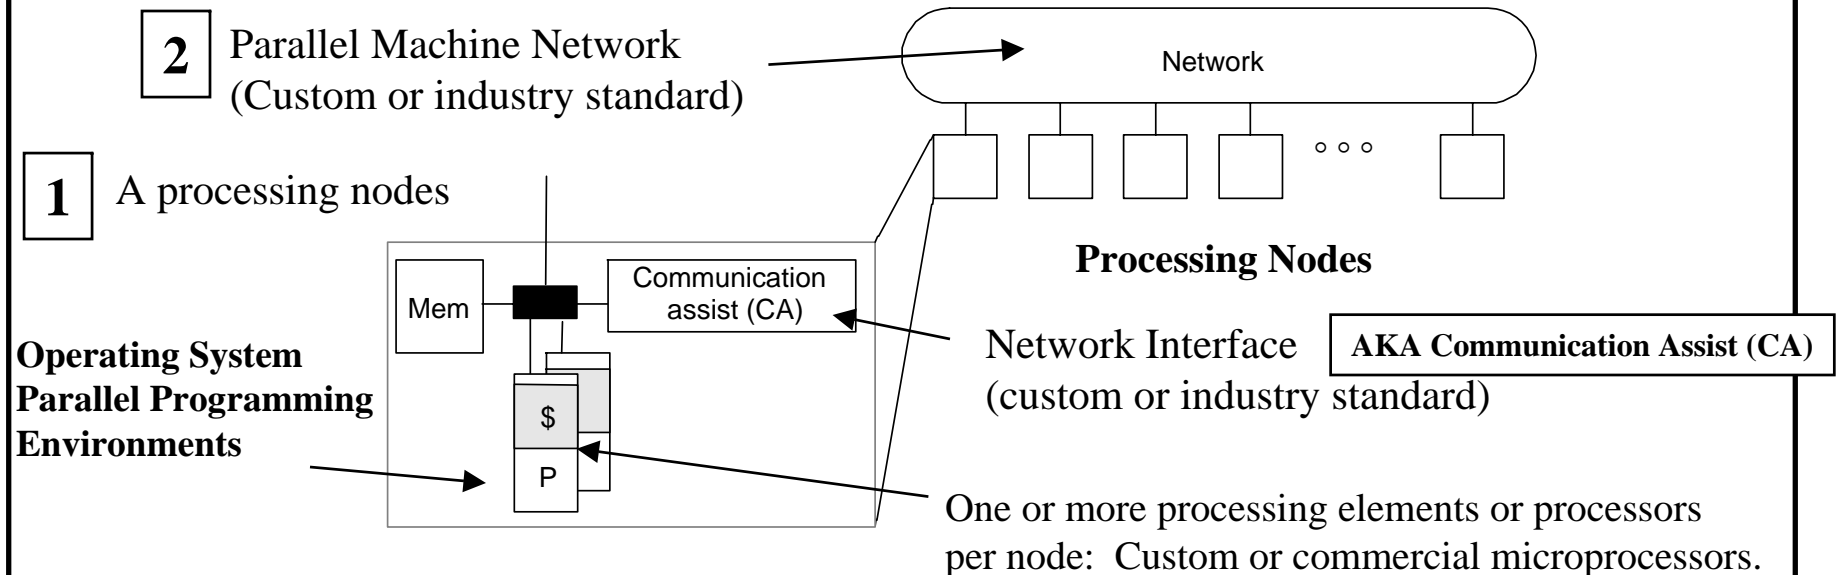 2
Parallel Machine Network
(Custom or industry standard)
Network
1
A processing nodes
Processing Nodes
Mem
Communication
assist (CA)
Network Interface
AKA Communication Assist (CA)
(custom or industry standard)
Operating System
Parallel Programming
Environments
$
P
One or more processing elements or processors
per node: Custom or commercial microprocessors.